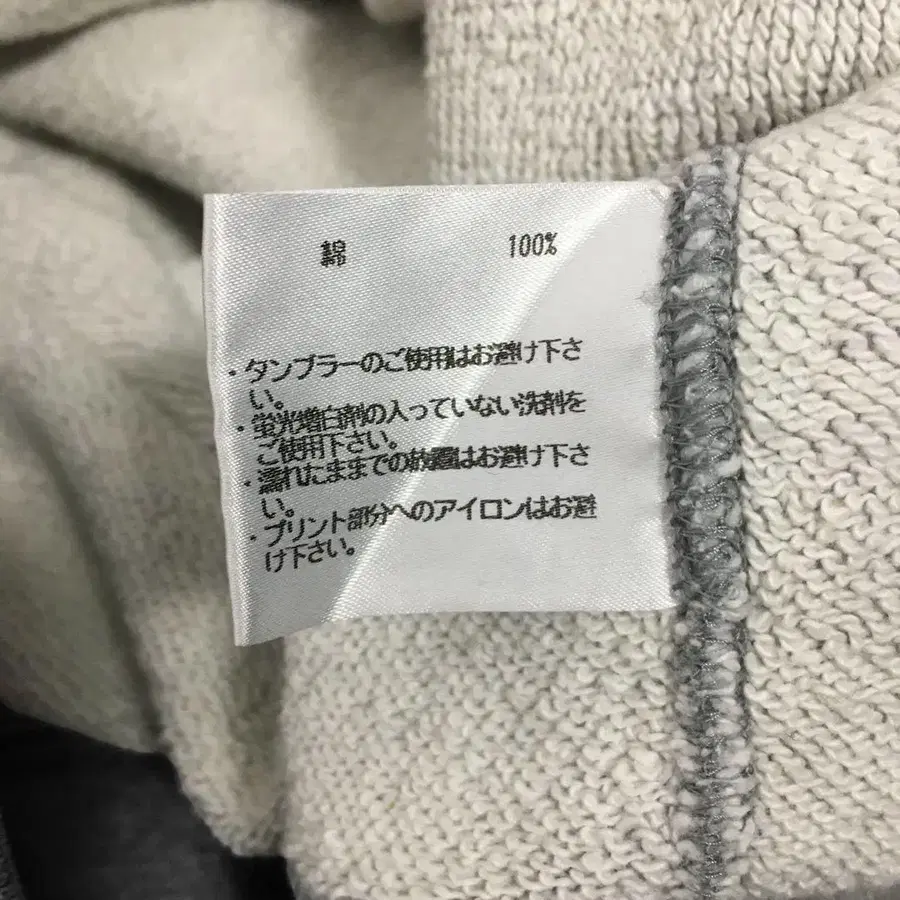 綿 100%
・タンブラーのご使用はお避け下さ
い。
・蛍光増白剤の入っていない洗剤を
ご使用下さい。
・濡れたままでの放置はお避け下さ
い。
・プリント部分へのアイロンはお避
け下さい。